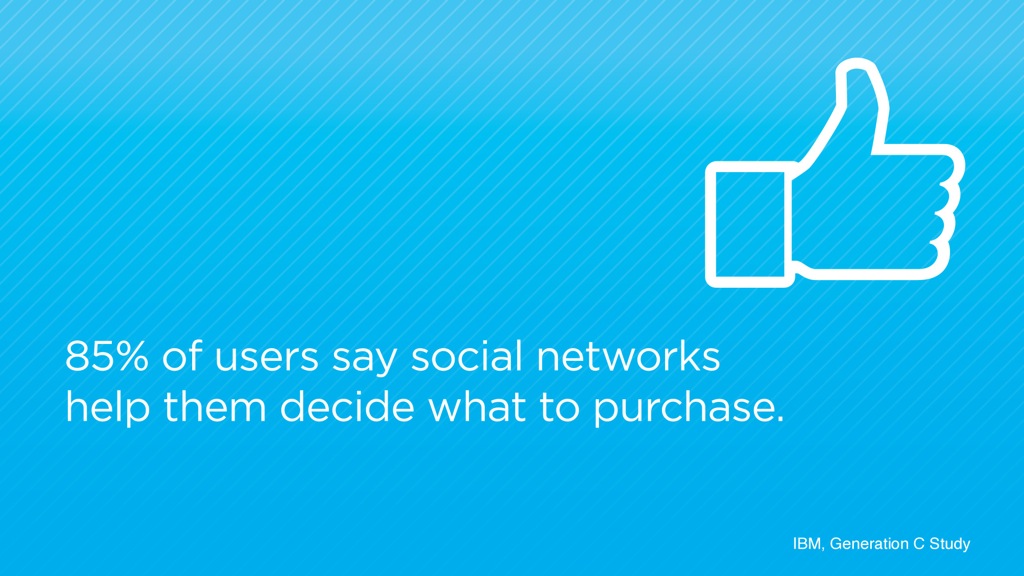 85% of users say social networks
help them decide what to purchase.
IBM, Generation C Study